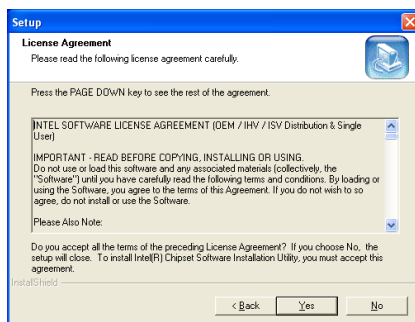 Setup
License Agreement
Please read the following license agreement carefully.
Press the PAGE DOWN key to see the rest of the agreement.
INTEL SOFTWARE LICENSE AGREEMENT (OEM / IHV / ISV Distribution & Single
User)
IMPORTANT - READ BEFORE COPYING, INSTALLING OR USING.
Do not use or load this software and any associated materials (collectively, the
"Software") until you have carefully read the following terms and conditions. By loading or
using the Software, you agree to the terms of this Agreement. If you do not wish to so
agree, do not install or use the Software.
Please Also Note:
Do you accept all the terms of the preceding License Agreement? If you choose No, the
setup will close. To install Intel(R) Chipset Software Installation Utility, you must accept this
agreement.
InstallShield
< Back Yes No